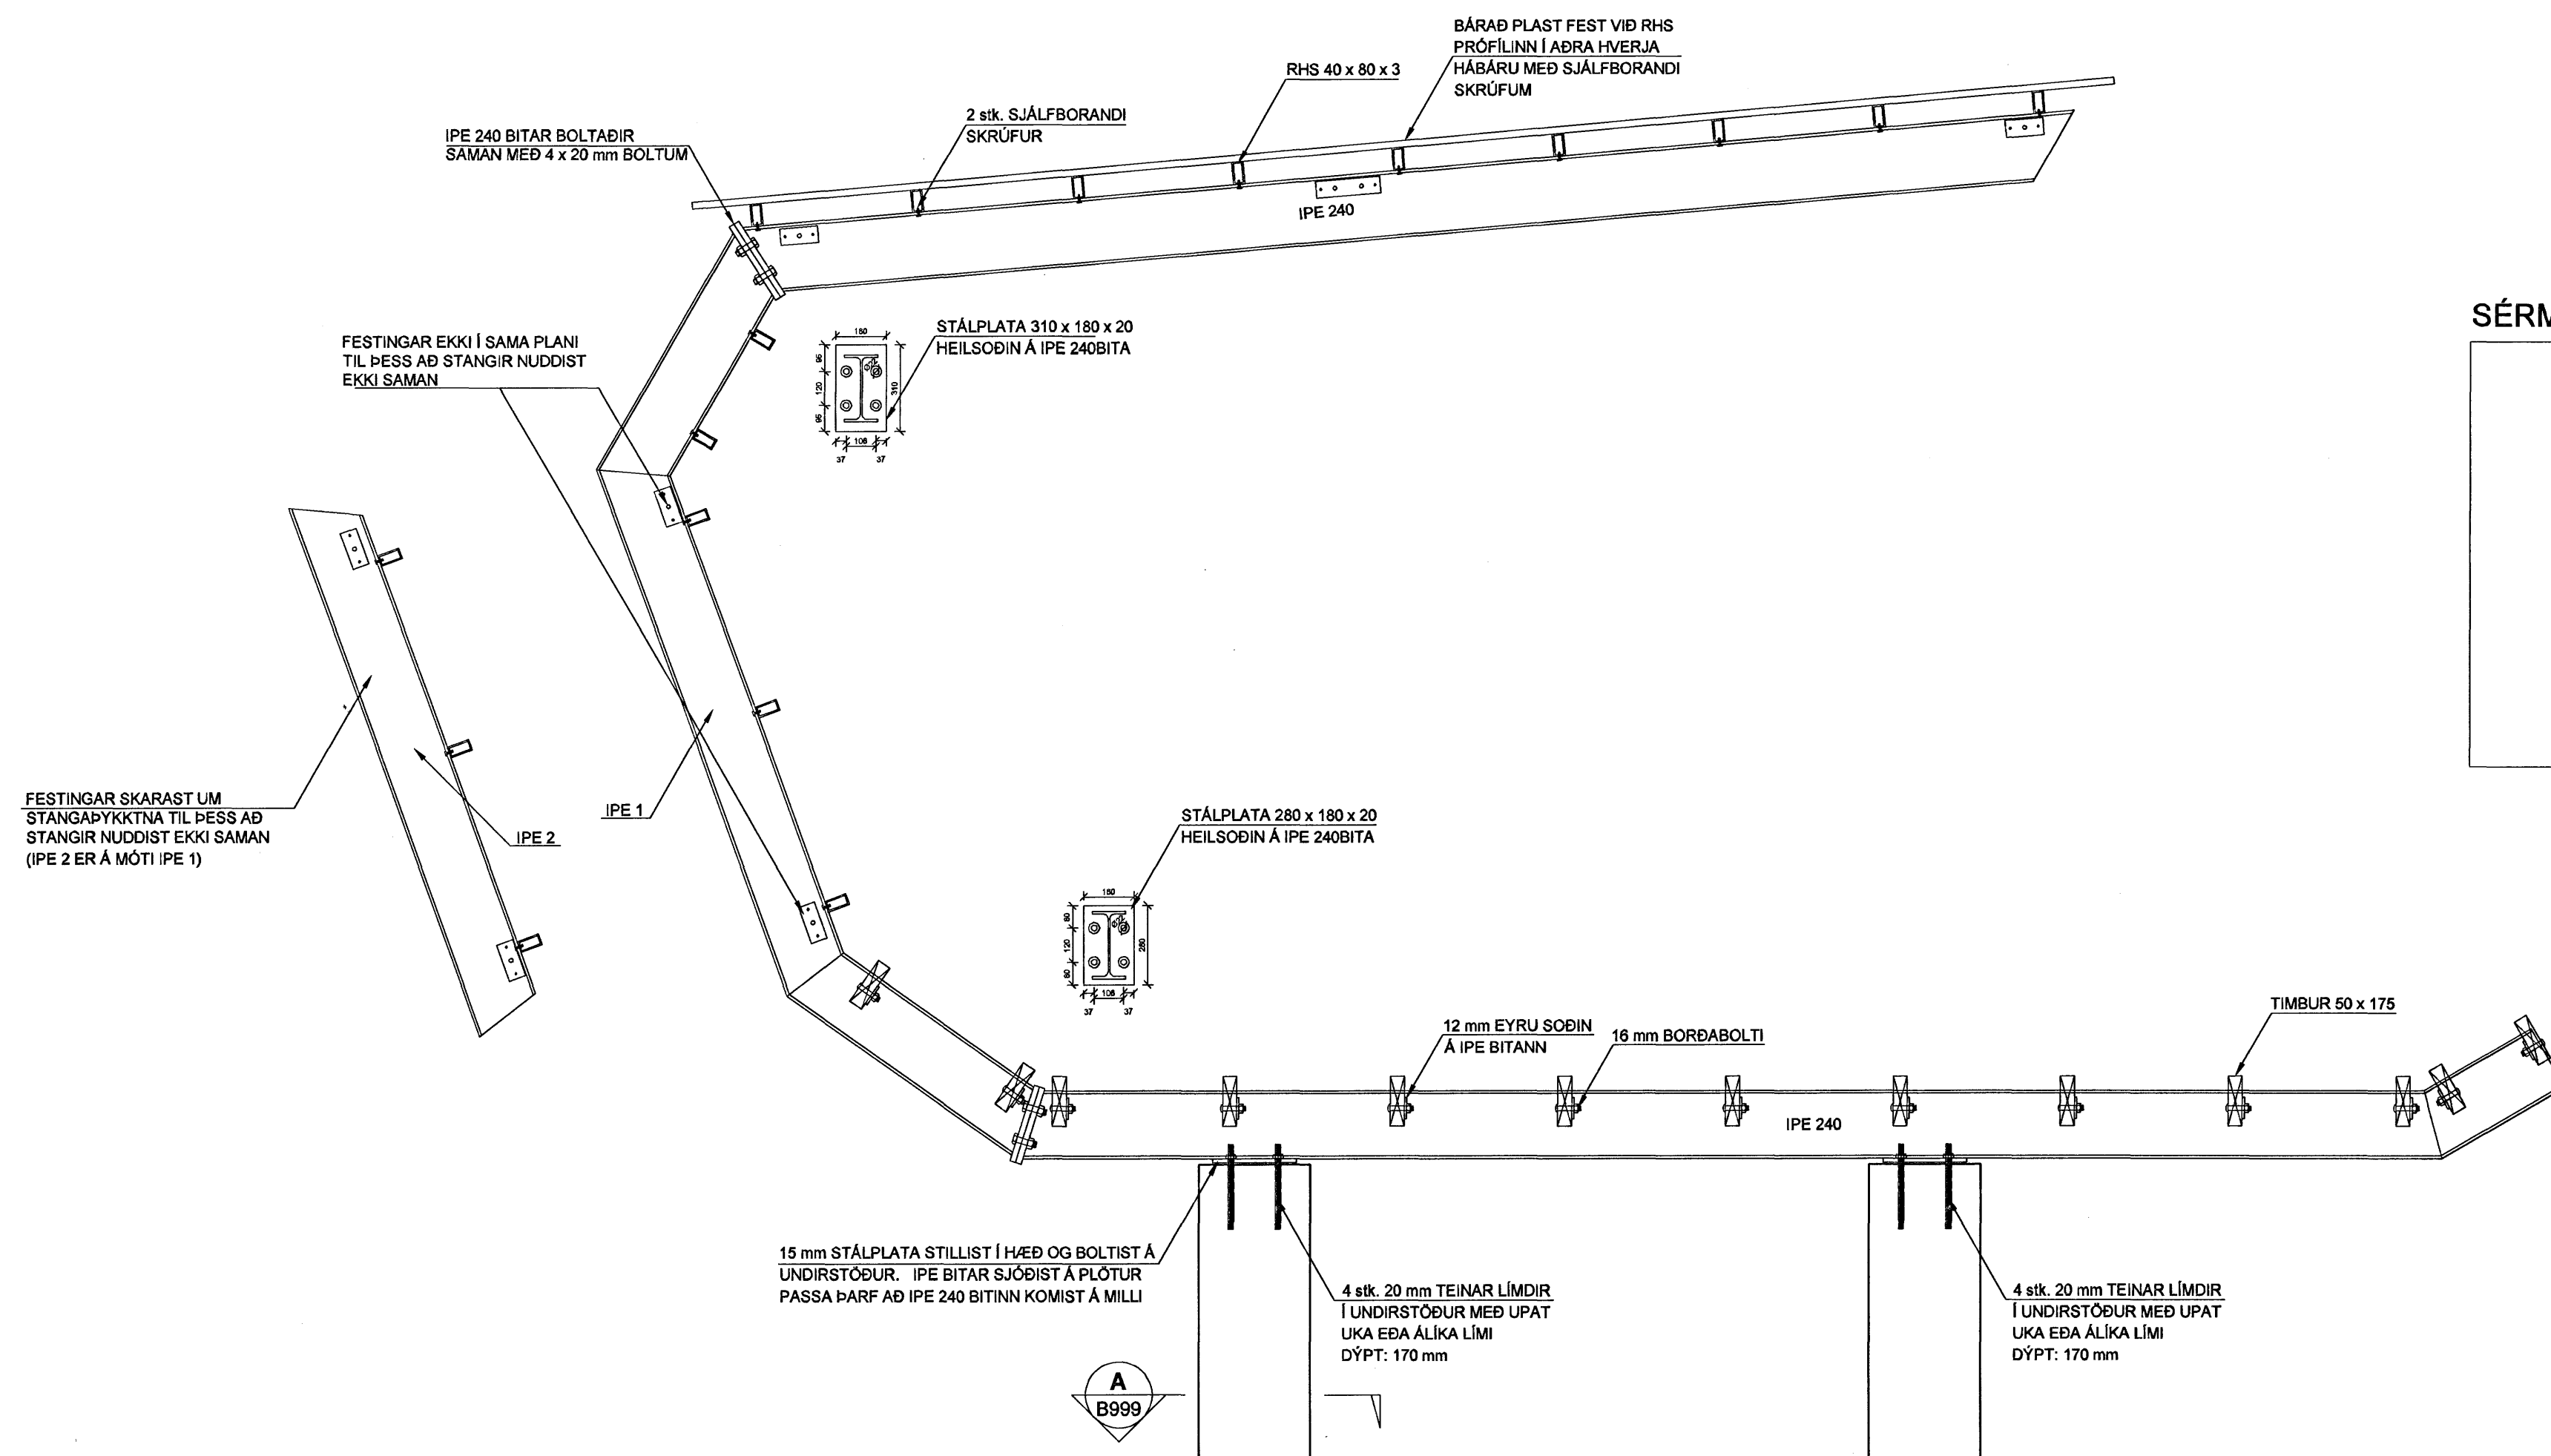 BÁRAÐ PLAST FEST VIÐ RHS
PRÓFÍLINN Í AÐRA HVERJA
HÁBÁRU MEÐ SJÁLFBORANDI
SKRÚFUM
RHS 40 x 80 x 3
2 stk. SJÁLFBORANDI
SKRÚFUR
IPE 240 BITAR BOLTAÐIR
SAMAN MEÐ 4 x 20 mm BOLTUM
IPE 240
SÉRM
STÁLPLATA 310 x 180 x 20
HEILSOÐIN Á IPE 240BITA
180
95
120
95
310
106
37
37
FESTINGAR EKKI Í SAMA PLANI
TIL ÞESS AÐ STANGIR NUDDIST
EKKI SAMAN
FESTINGAR SKARAST UM
STANGAÞYKKTNA TIL ÞESS AÐ
STANGIR NUDDIST EKKI SAMAN
(IPE 2 ER Á MÓTI IPE 1)
IPE 2
IPE 1
STÁLPLATA 280 x 180 x 20
HEILSOÐIN Á IPE 240BITA
180
80
120
80
280
106
37
37
12 mm EYRU SOÐIN
Á IPE BITANN
16 mm BORÐABOLTI
TIMBUR 50 x 175
IPE 240
15 mm STÁLPLATA STILLIST Í HÆÐ OG BOLTIST Á
UNDIRSTÖÐUR. IPE BITAR SJÓÐIST Á PLÖTUR
PASSA ÞARF AÐ IPE 240 BITINN KOMIST Á MILLI
4 stk. 20 mm TEINAR LÍMDIR
Í UNDIRSTÖÐUR MEÐ UPAT
UKA EÐA ÁLÍKA LÍMI
DÝPT: 170 mm
4 stk. 20 mm TEINAR LÍMDIR
Í UNDIRSTÖÐUR MEÐ UPAT
UKA EÐA ÁLÍKA LÍMI
DÝPT: 170 mm
A
B999